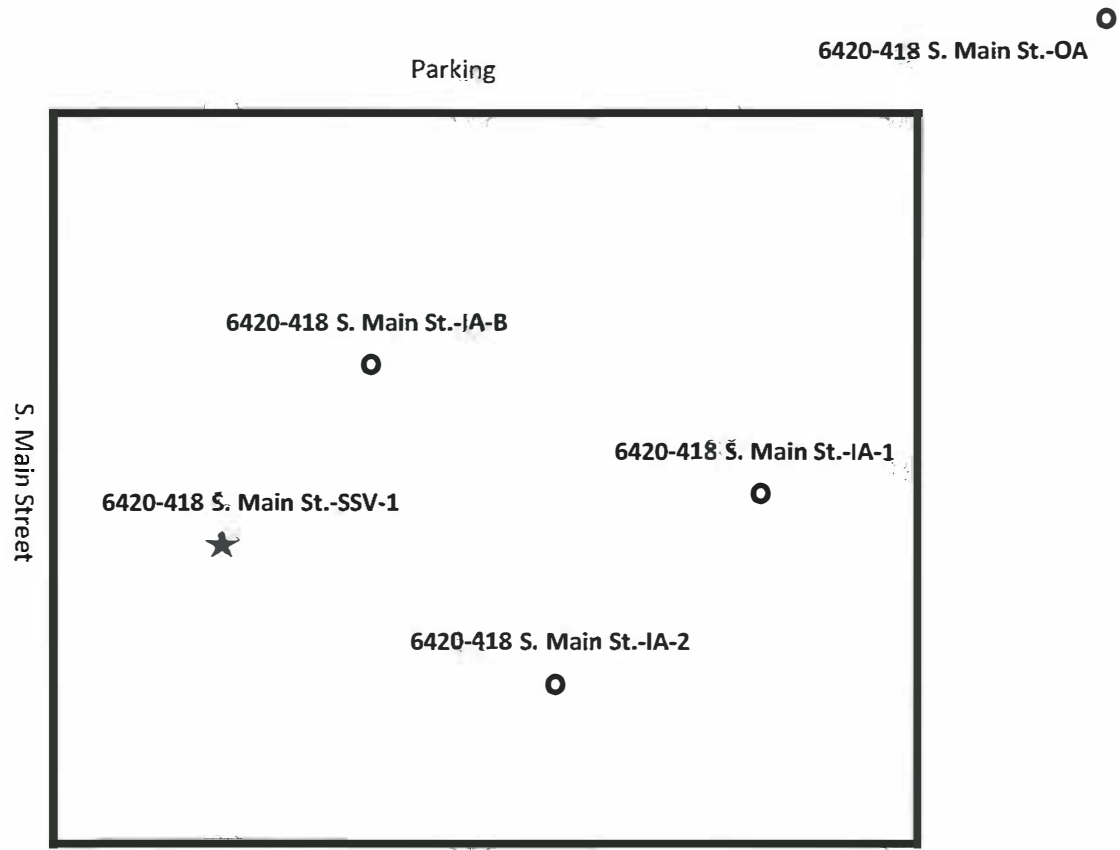 6420-418 S. Main St.-OA
Parking
6420-418 S. Main St.-IA-B
6420-418 S. Main St.-IA-1
S. Main Street
6420-418 S. Main St.-SSV-1
6420-418 S. Main St.-IA-2